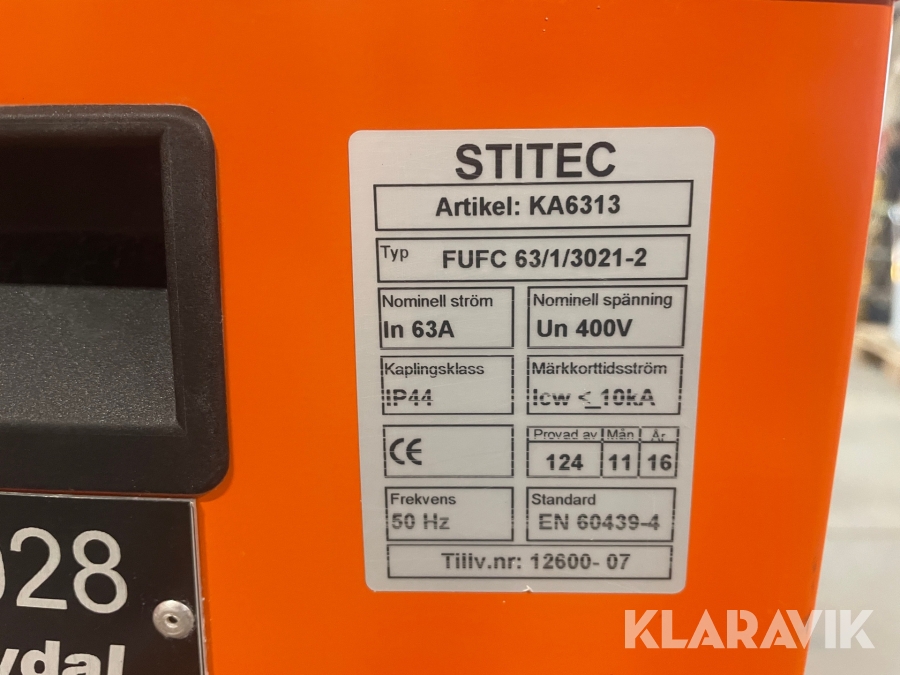 STITEC
Artikel: KA6313
Typ FUFC 63/1/3021-2
Nominell ström Nominell spänning
In 63A Un 400V
Kaplingsklass Märkkorttidsström
IP44 Icw ≤ 10kA
CE Provad av Mån År
124 11 16
Frekvens Standard
50 Hz EN 60439-4
Tillv.nr: 12600- 07
28
KLARAVIK